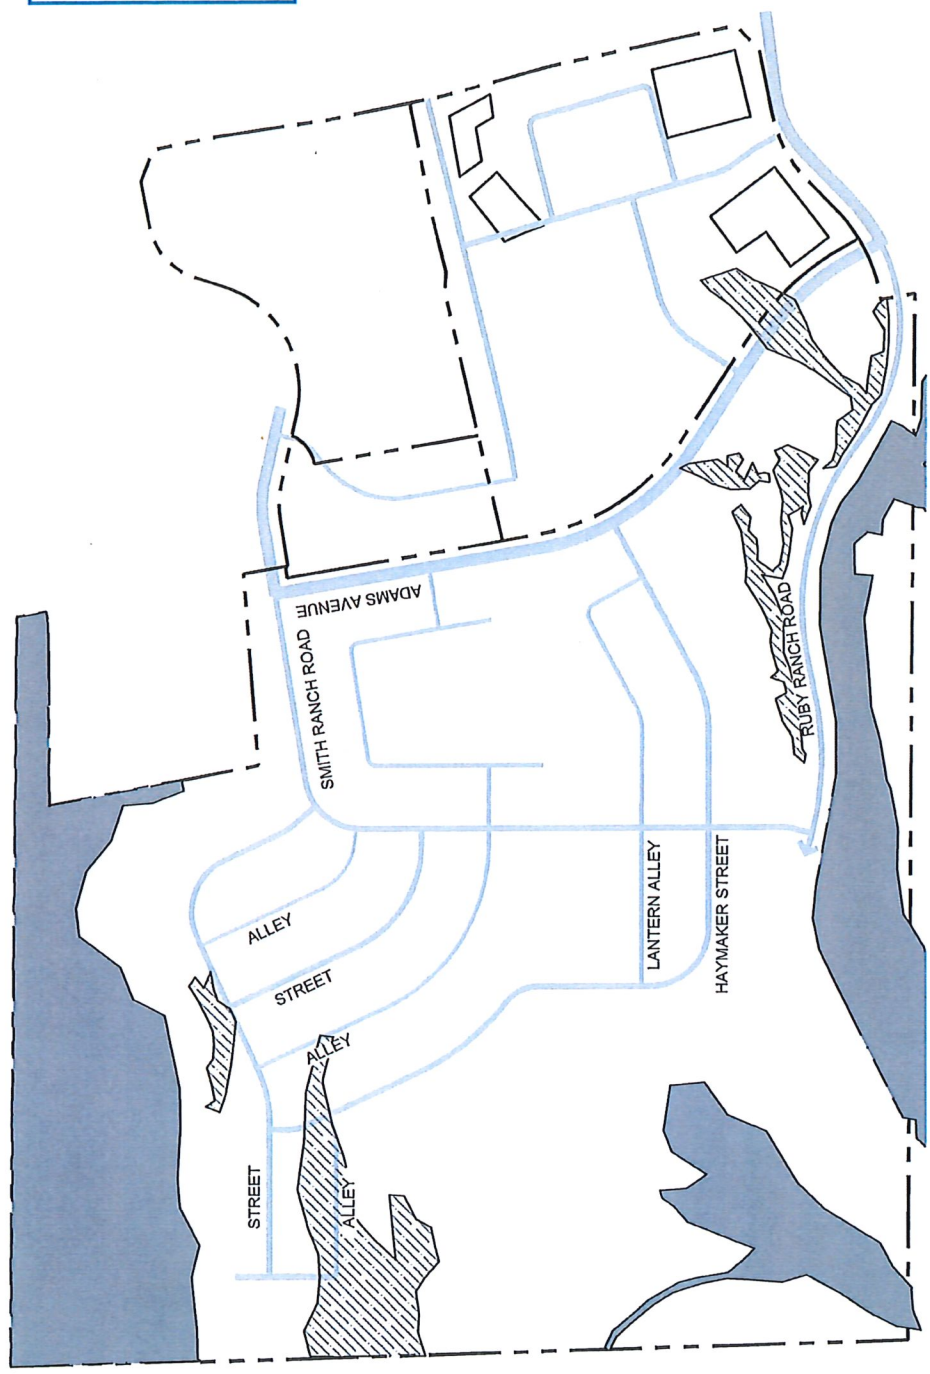 ADAMS AVENUE
SMITH RANCH ROAD
RUBY RANCH ROAD
ALLEY
LANTERN ALLEY
HAYMAKER STREET
STREET
ALLEY
STREET
ALLEY